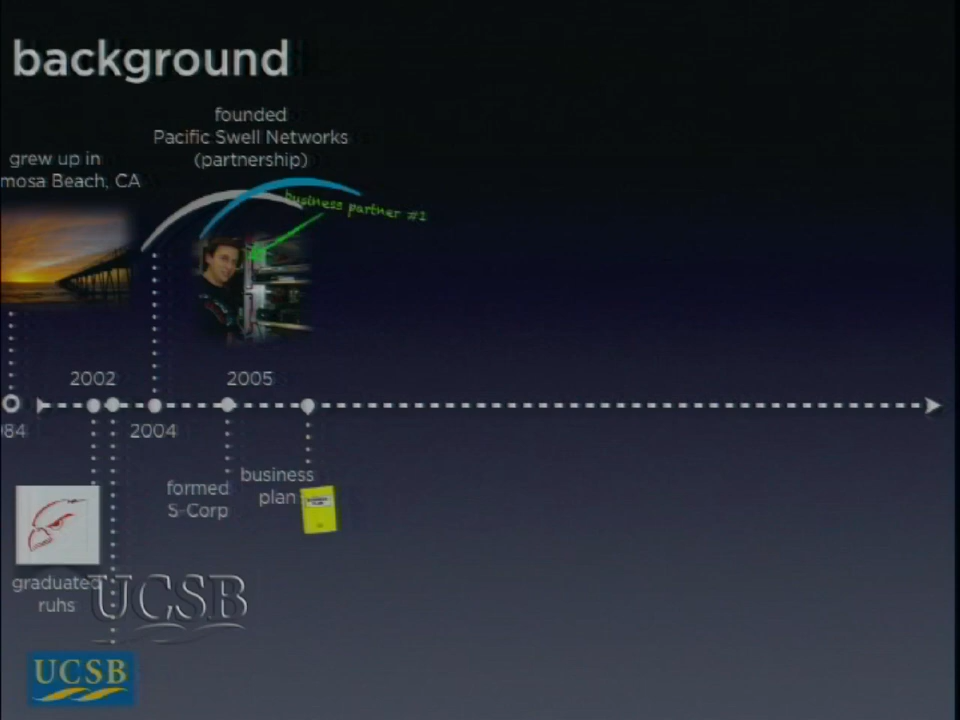 background
founded
Pacific Swell Networks
(partnership)
grew up in
mosa Beach, CA
business partner #1
2002
2005
84
2004
business
plan
formed
S-Corp
graduated
ruhs
UCSB
UCSB